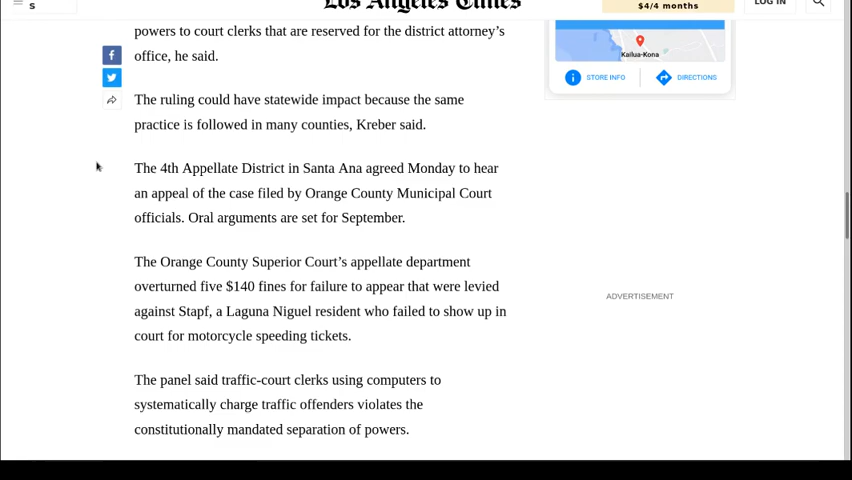 s
Los Angeles Times
$4/4 months
LOG IN
powers to court clerks that are reserved for the district attorney’s
office, he said.
The ruling could have statewide impact because the same
practice is followed in many counties, Kreber said.
The 4th Appellate District in Santa Ana agreed Monday to hear
an appeal of the case filed by Orange County Municipal Court
officials. Oral arguments are set for September.
The Orange County Superior Court’s appellate department
overturned five $140 fines for failure to appear that were levied
against Stapf, a Laguna Niguel resident who failed to show up in
court for motorcycle speeding tickets.
The panel said traffic-court clerks using computers to
systematically charge traffic offenders violates the
constitutionally mandated separation of powers.
Kailua-Kona
STORE INFO
DIRECTIONS
ADVERTISEMENT